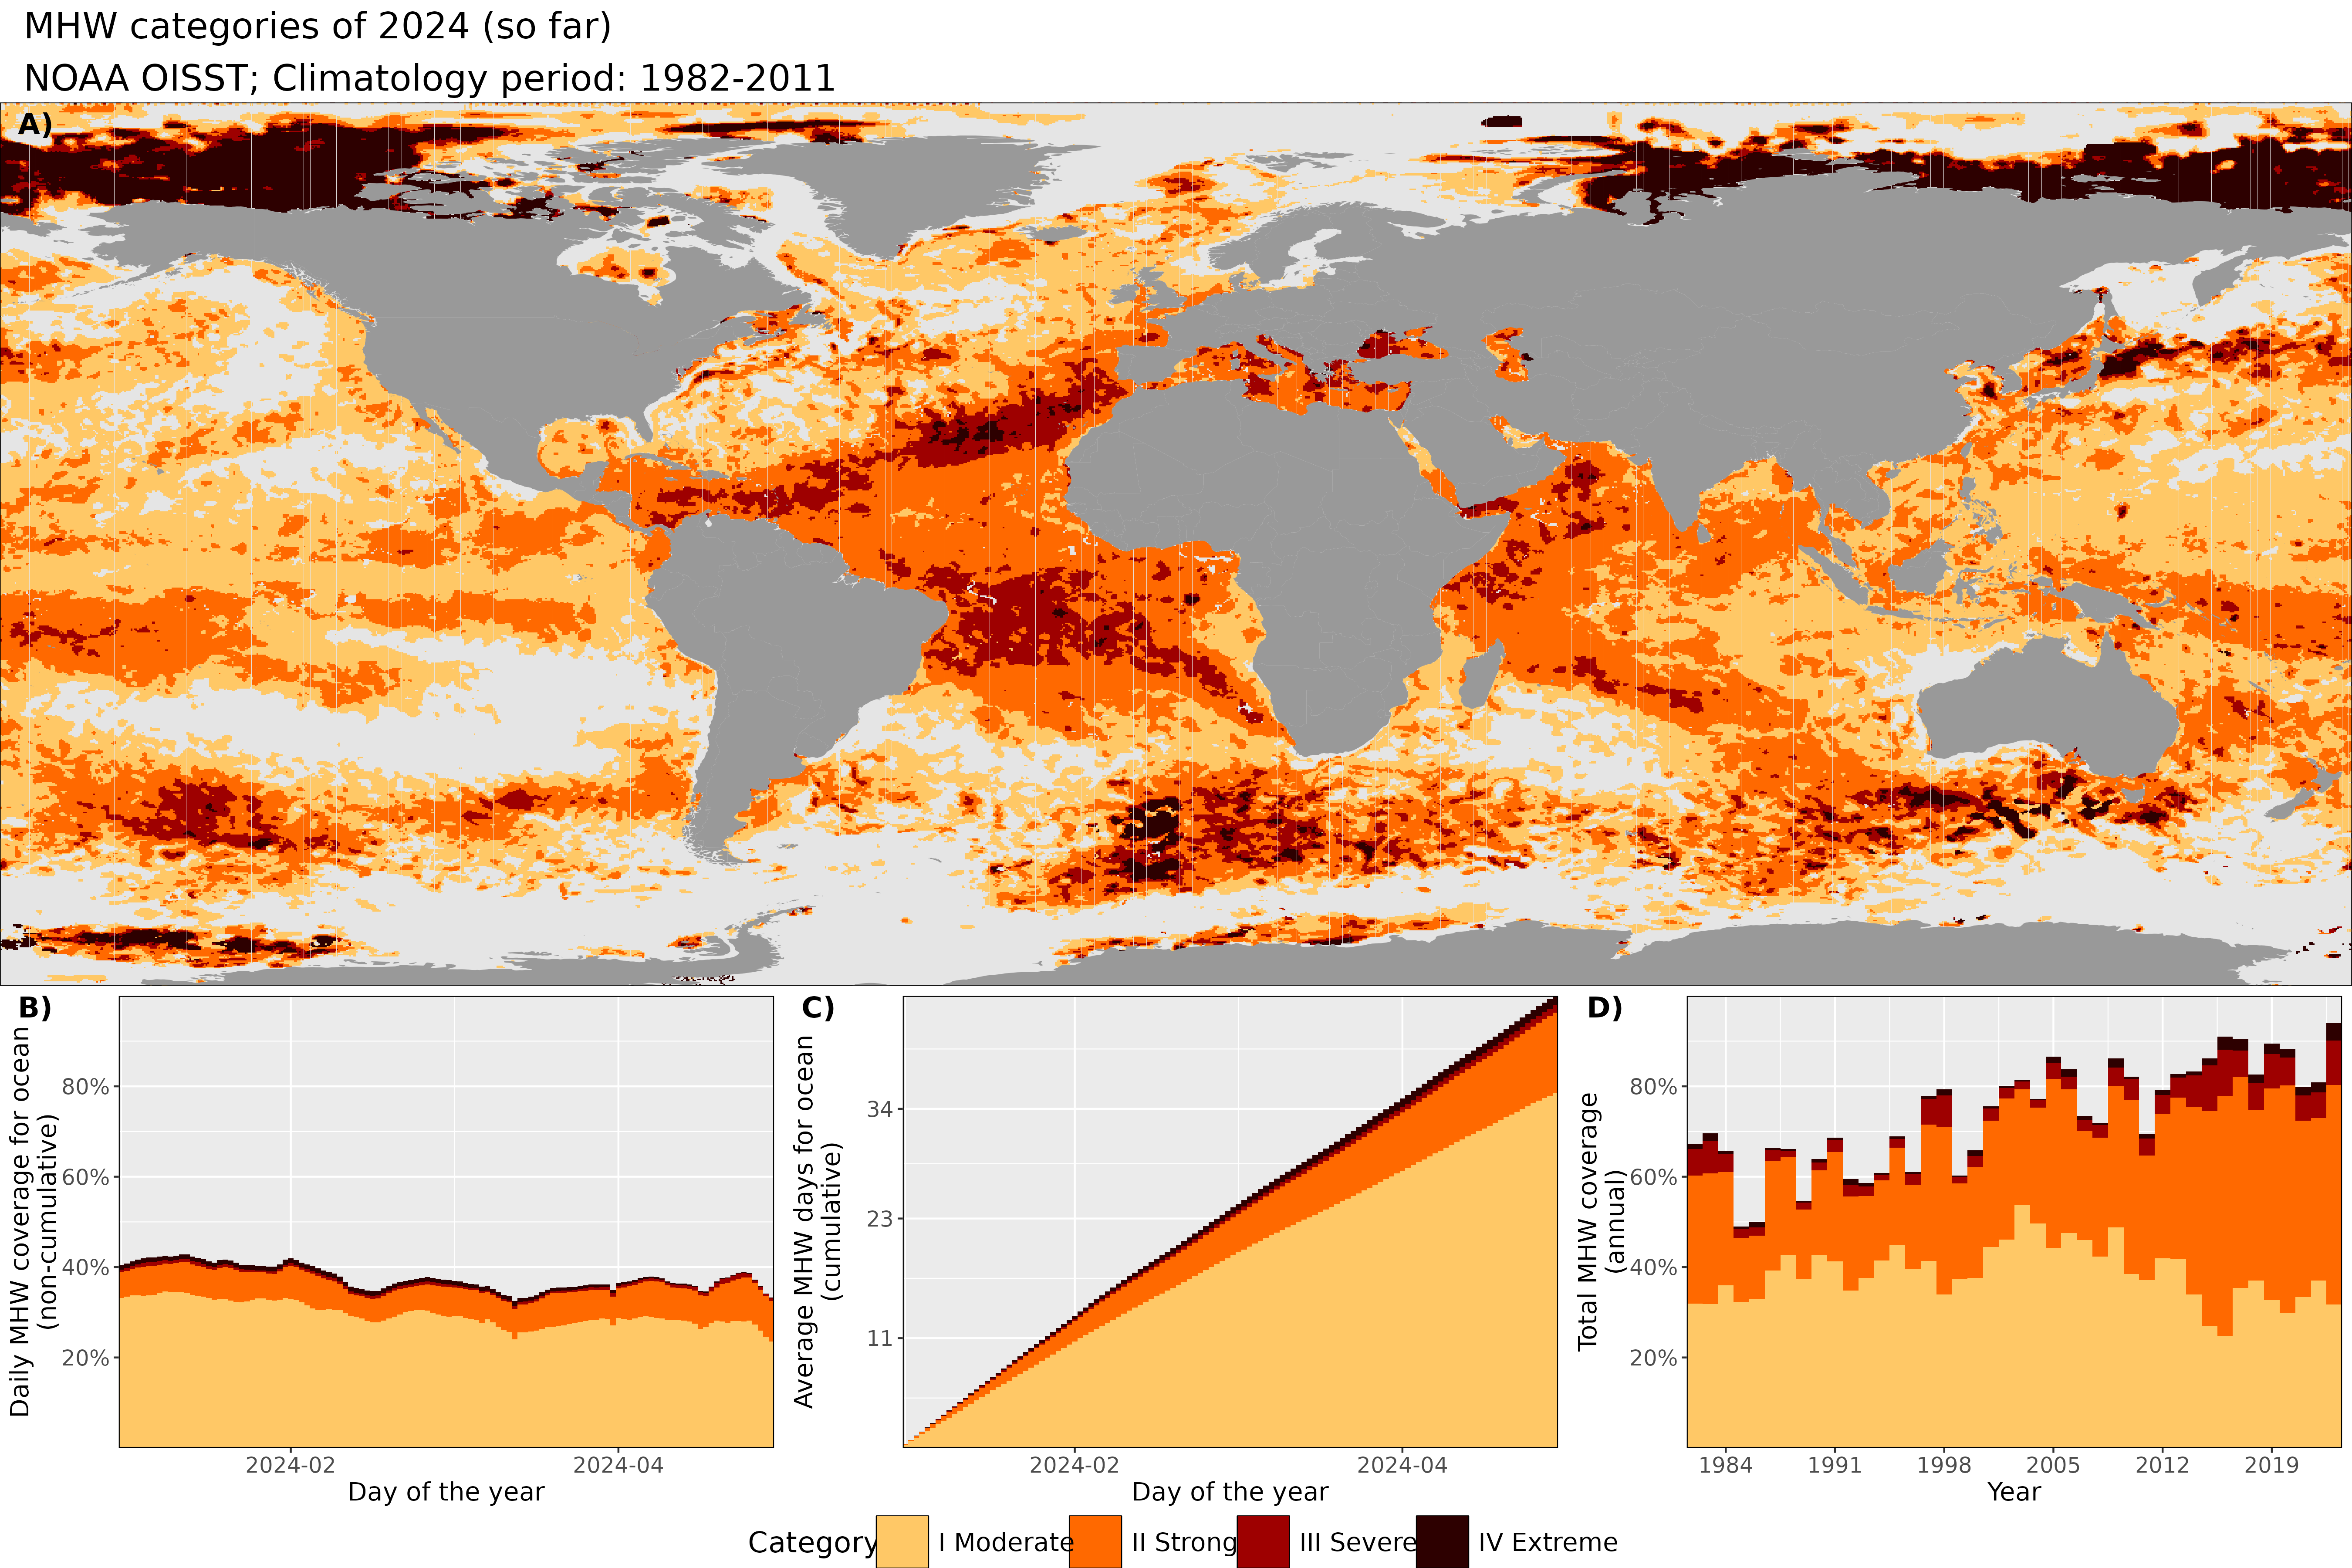 MHW categories of 2024 (so far)
NOAA OISST; Climatology period: 1982-2011
A)
B)
Daily MHW coverage for ocean
(non-cumulative)
80%
60%
40%
20%
2024-02
2024-04
Day of the year
C)
Average MHW days for ocean
(cumulative)
34
23
11
2024-02
2024-04
Day of the year
D)
Total MHW coverage
(annual)
80%
60%
40%
20%
1984
1991
1998
2005
2012
2019
Year
Category
I Moderate
II Strong
III Severe
IV Extreme